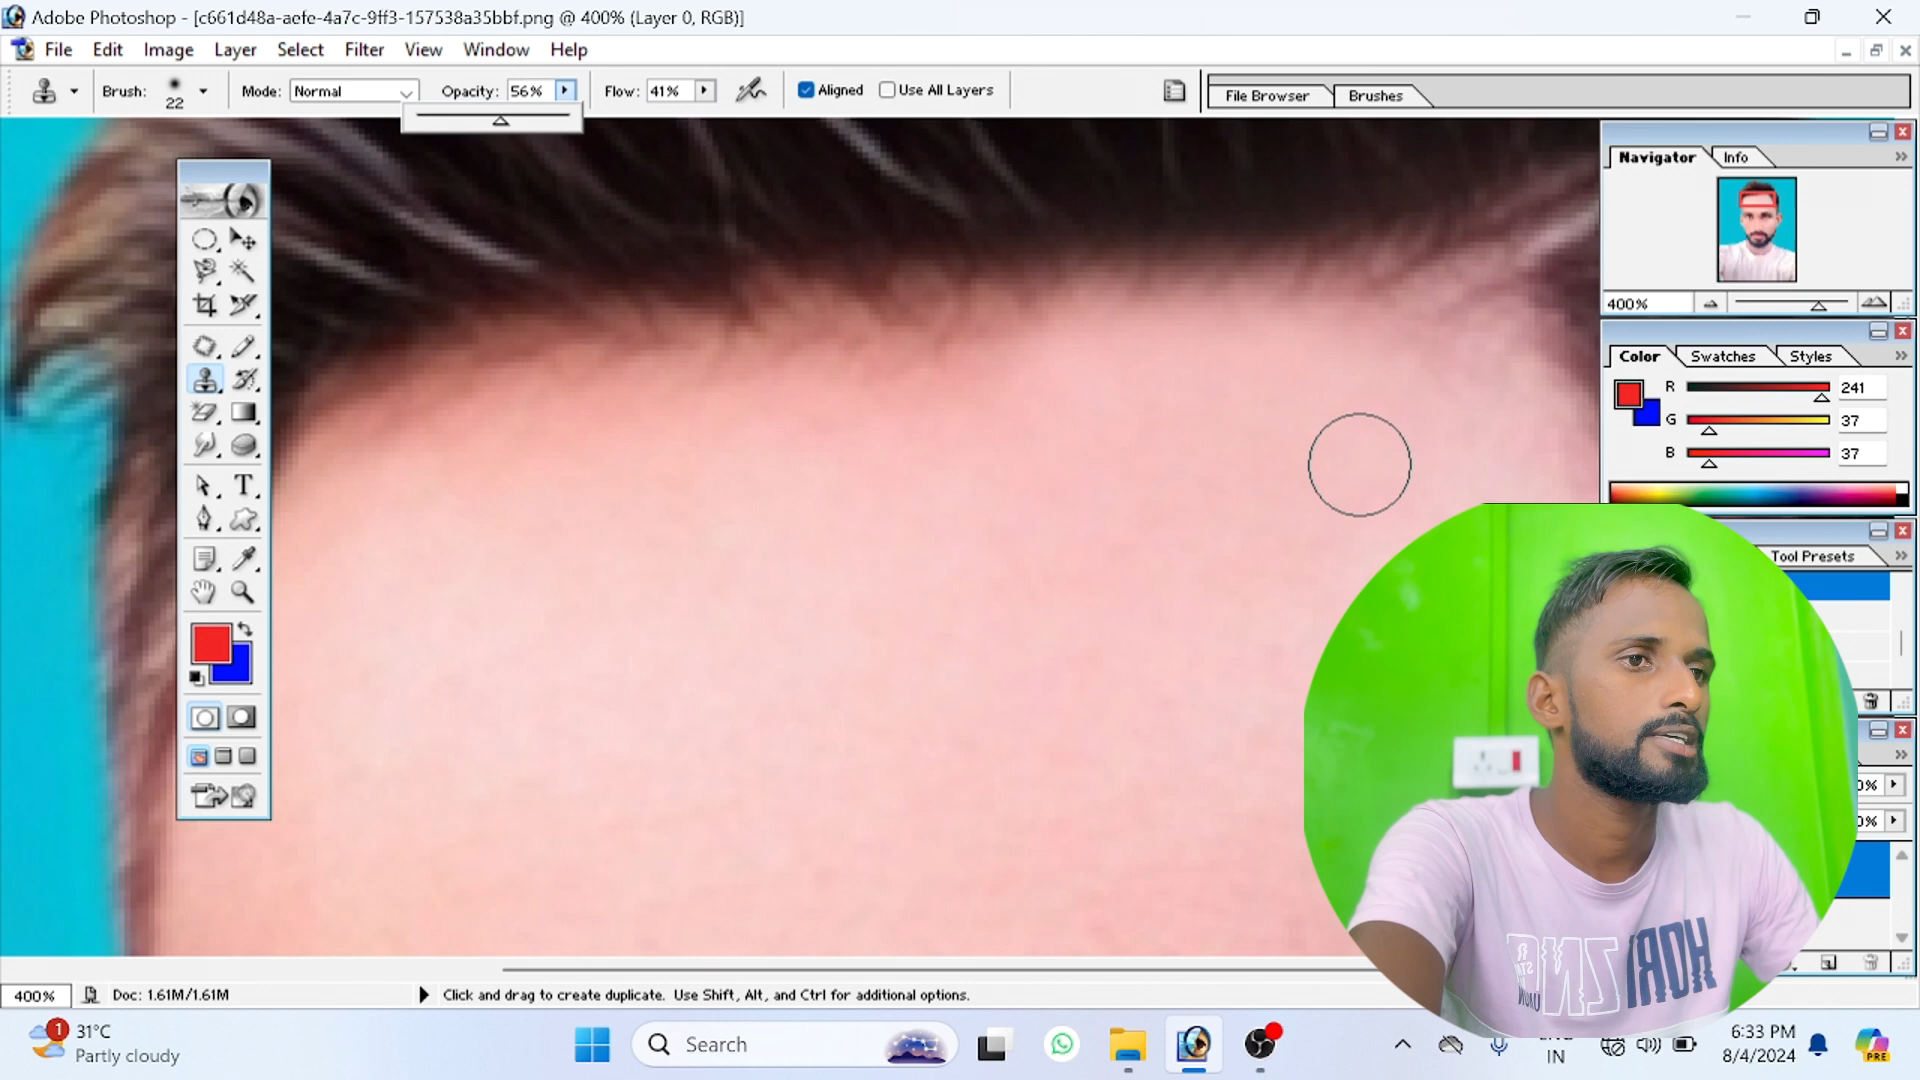 Adobe Photoshop - [c661d48a-aefe-4a7c-9ff3-157538a35bbf.png @ 400% (Layer 0, RGB)]
File Edit Image Layer Select Filter View Window Help
Brush: 22 Mode: Normal Opacity: 56% Flow: 41% Aligned Use All Layers File Browser Brushes
Navigator Info
400%
Color Swatches Styles
R 241
G 37
B 37
Tool Presets
T
0%
0%
400% Doc: 1.61M/1.61M Click and drag to create duplicate. Use Shift, Alt, and Ctrl for additional options.
1 31°C
Partly cloudy
Search
IN
6:33 PM
8/4/2024
PRE